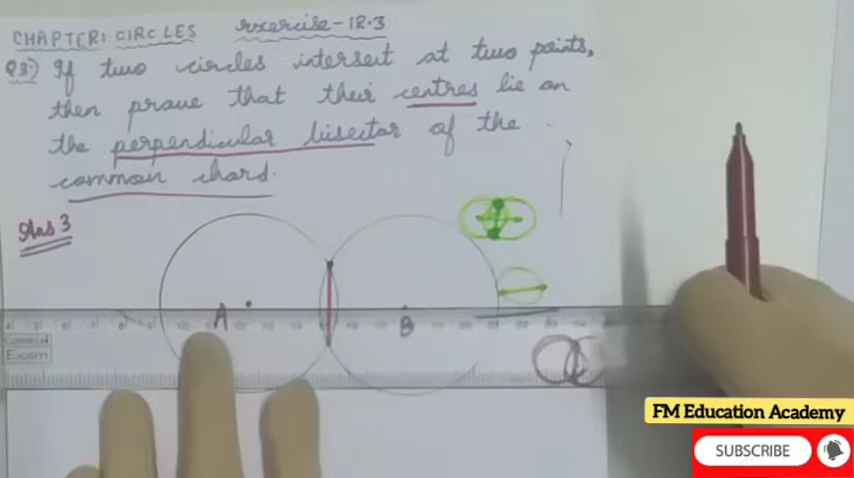 CHAPTER: CIRCLES exercise-12.3
Q3:) If two circles intersect at two points,
then prove that their centres lie on
the perpendicular bisector of the
common chord.
Ans 3
A
B
Exam
FM Education Academy
SUBSCRIBE